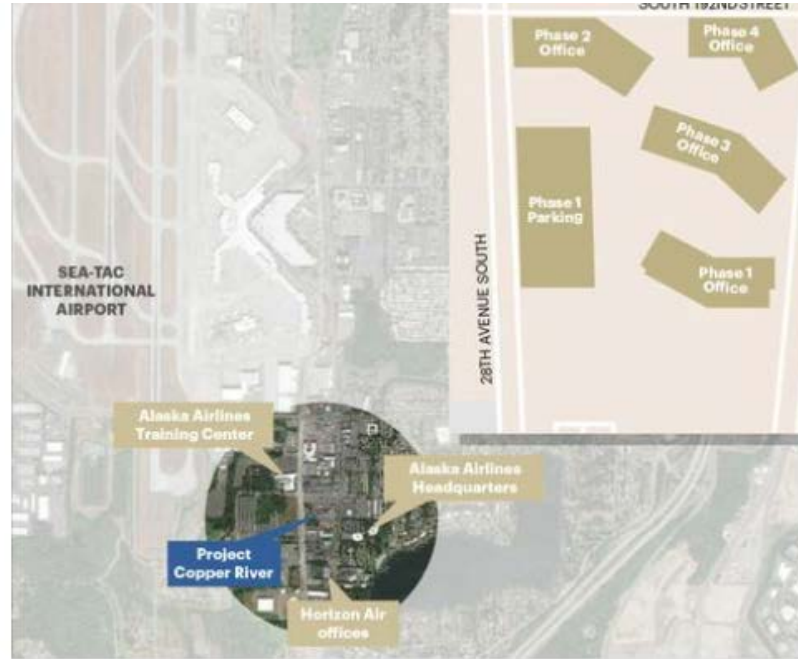 SOUTH 192ND STREET
Phase 2
Office
Phase 4
Office
Phase 3
Office
Phase 1
Parking
Phase 1
Office
28TH AVENUE SOUTH
SEA-TAC
INTERNATIONAL
AIRPORT
Alaska Airlines
Training Center
Alaska Airlines
Headquarters
Project
Copper River
Horizon Air
offices